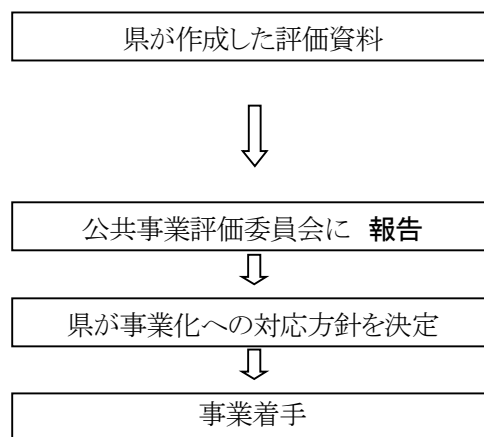 県が作成した評価資料
公共事業評価委員会に 報告
県が事業化への対応方針を決定
事業着手